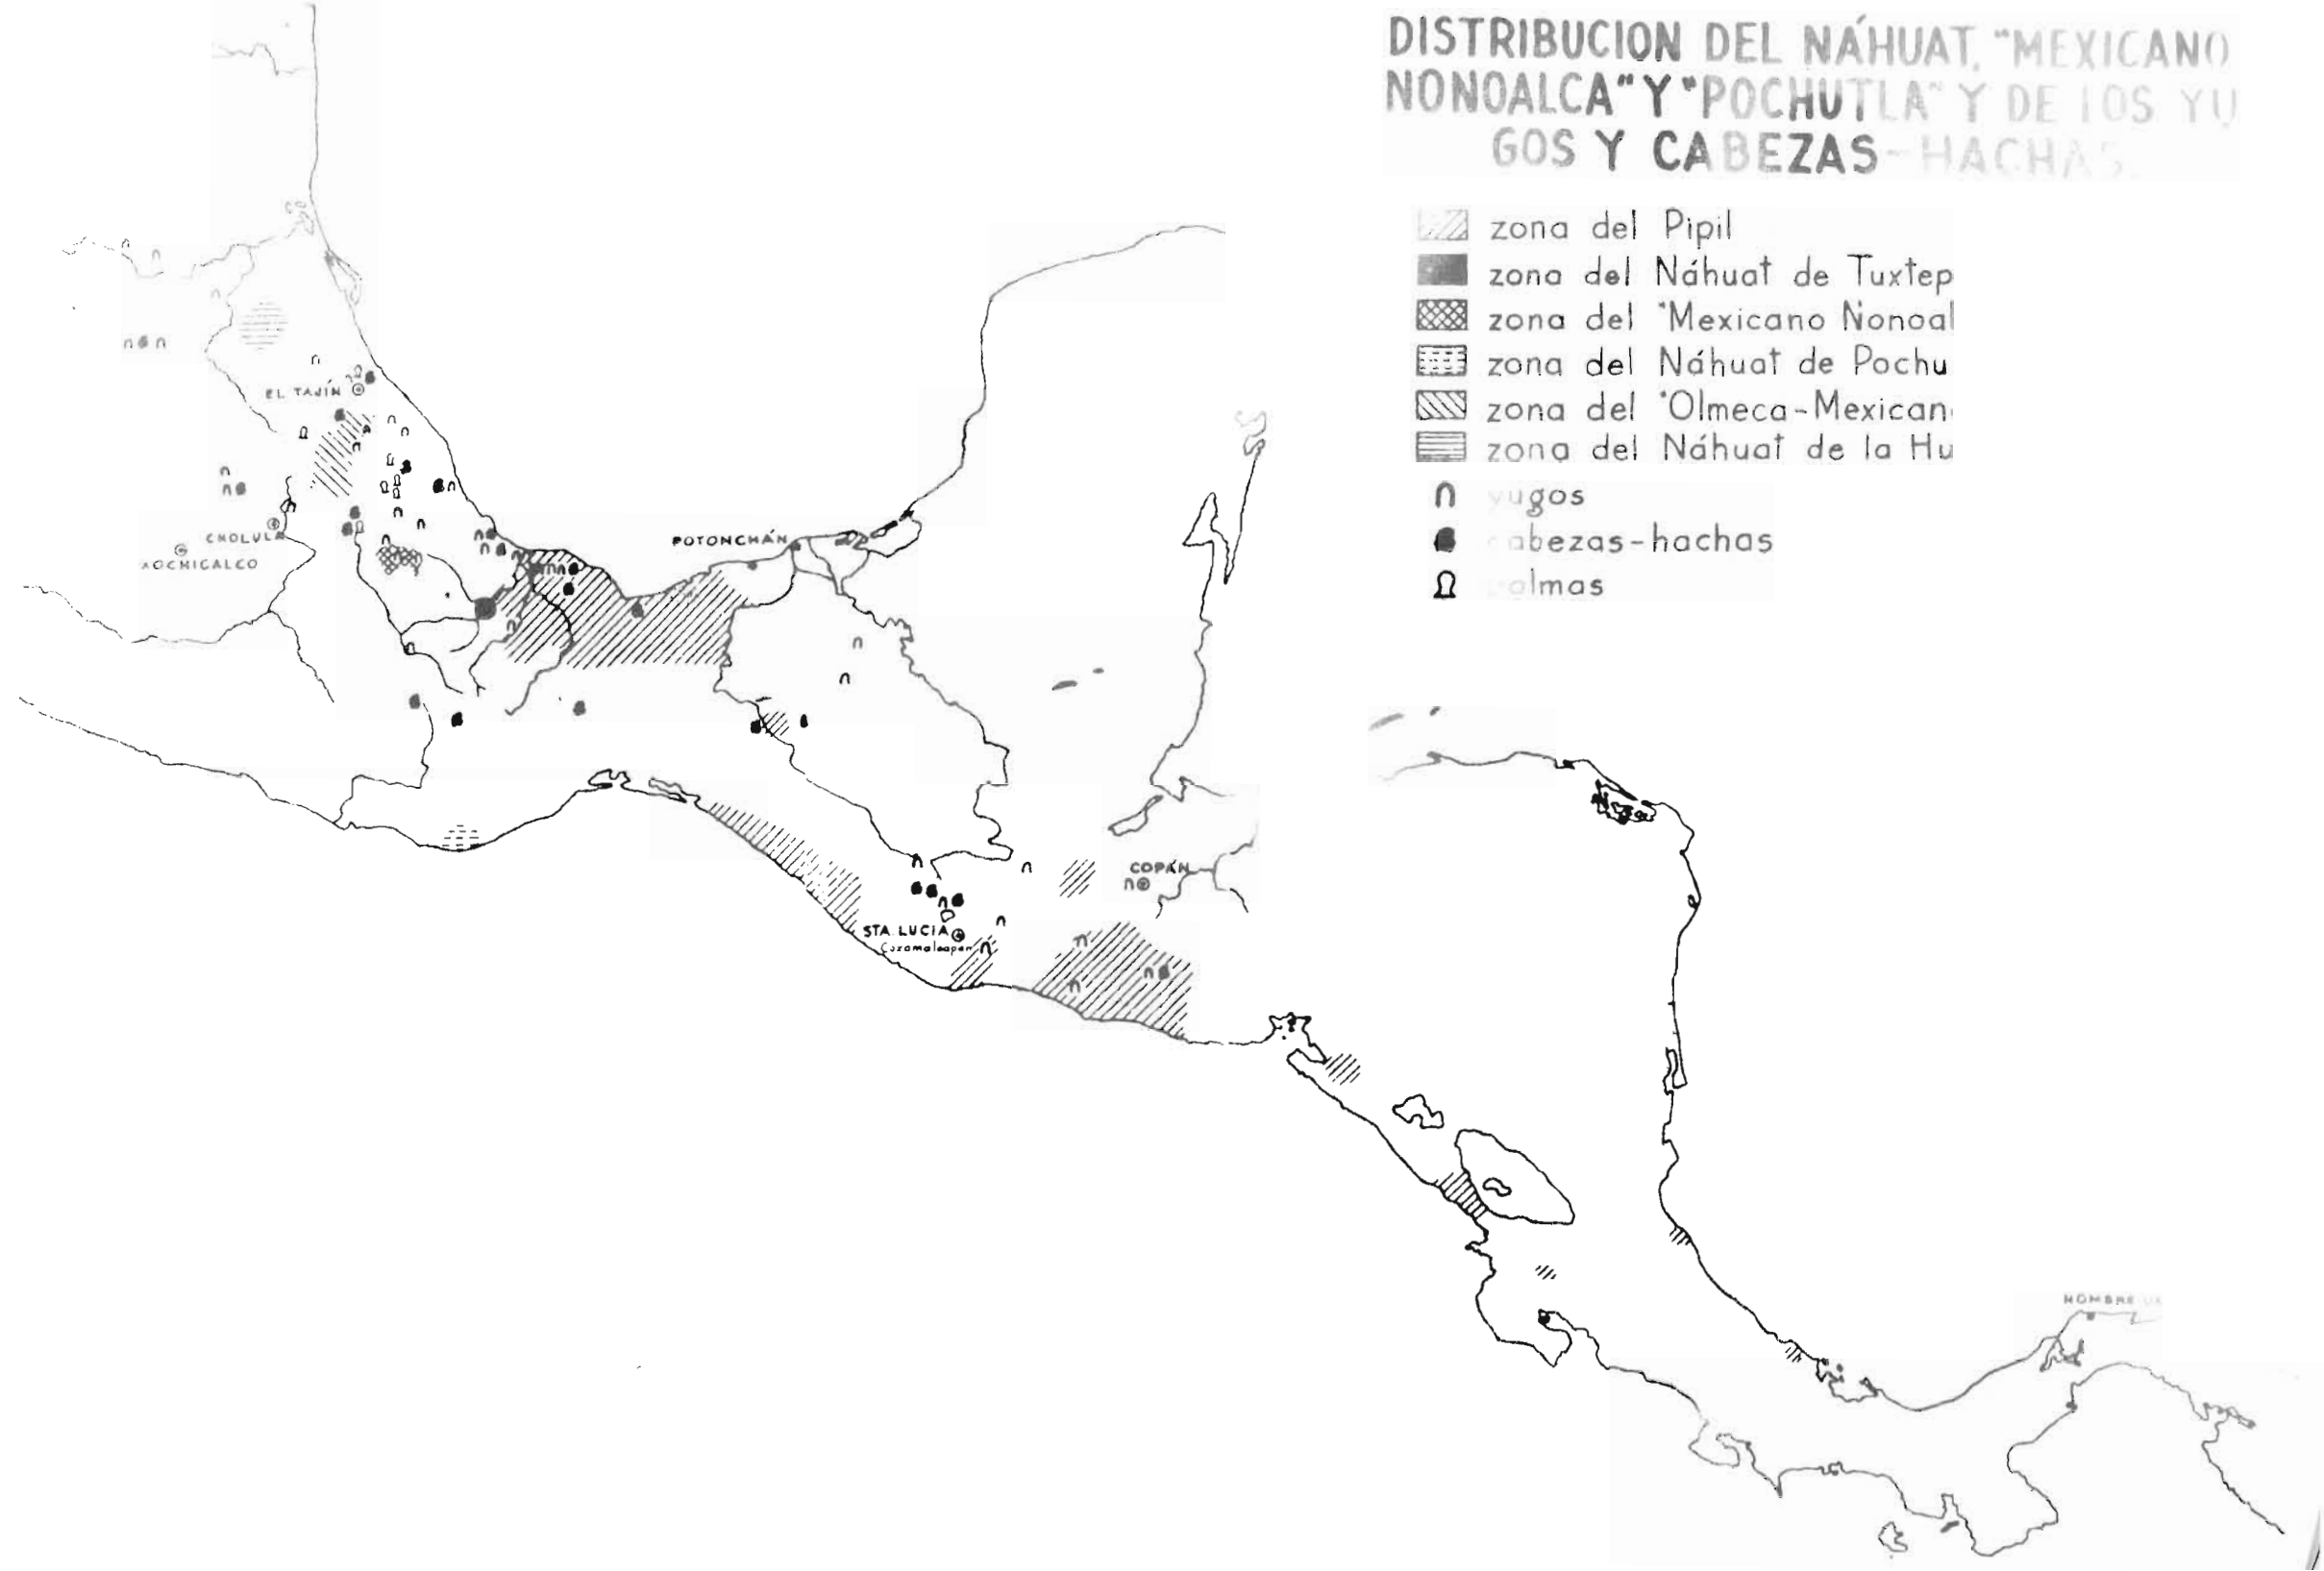 DISTRIBUCION DEL NÁHUAT, "MEXICANO
NONOALCA" Y "POCHUTLA" Y DE LOS YU
GOS Y CABEZAS-HACHAS.
zona del Pipil
zona del Náhuat de Tuxtep
zona del "Mexicano Nonoal
zona del Náhuat de Pochu
zona del "Olmeca-Mexican
zona del Náhuat de la Hu
yugos
cabezas-hachas
palmas
EL TAJÍN
CHOLULA
XOCHICALCO
POTONCHÁN
COPÁN
STA. LUCIA
Cozamaloapan
NOMBRE